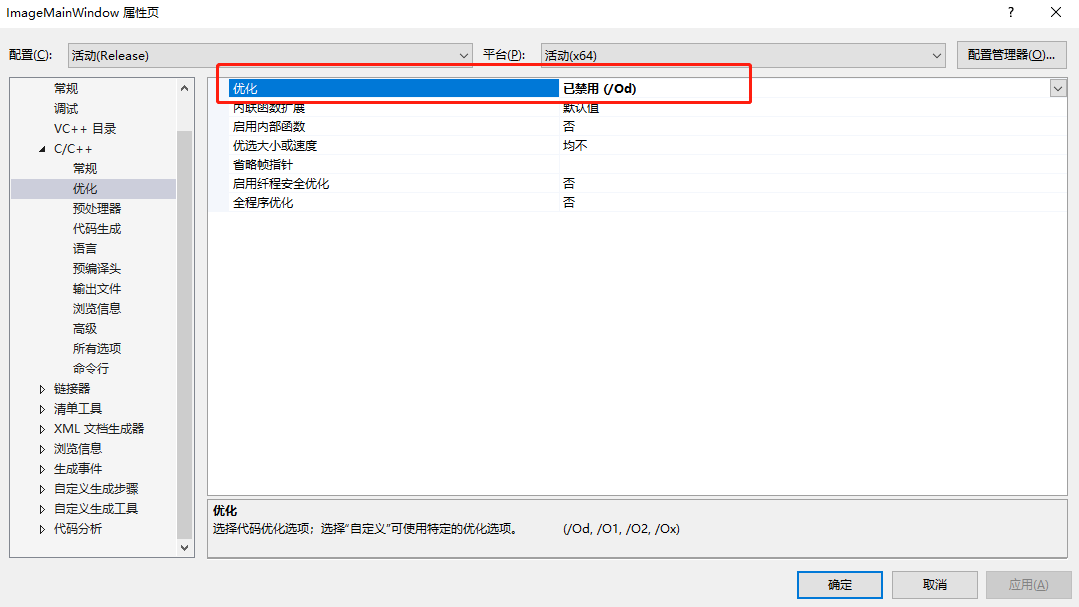 ImageMainWindow 属性页
配置(C):
活动(Release)
平台(P):
活动(x64)
配置管理器(O)...
常规
调试
VC++ 目录
C/C++
常规
优化
预处理器
代码生成
语言
预编译头
输出文件
浏览信息
高级
所有选项
命令行
链接器
清单工具
XML 文档生成器
浏览信息
生成事件
自定义生成步骤
自定义生成工具
代码分析
优化 已禁用 (/Od)
内联函数扩展 默认值
启用内部函数 否
优选大小或速度 均不
省略帧指针
启用纤程安全优化 否
全程序优化 否
优化
选择代码优化选项；选择“自定义”可使用特定的优化选项。 (/Od, /O1, /O2, /Ox)
确定
取消
应用(A)